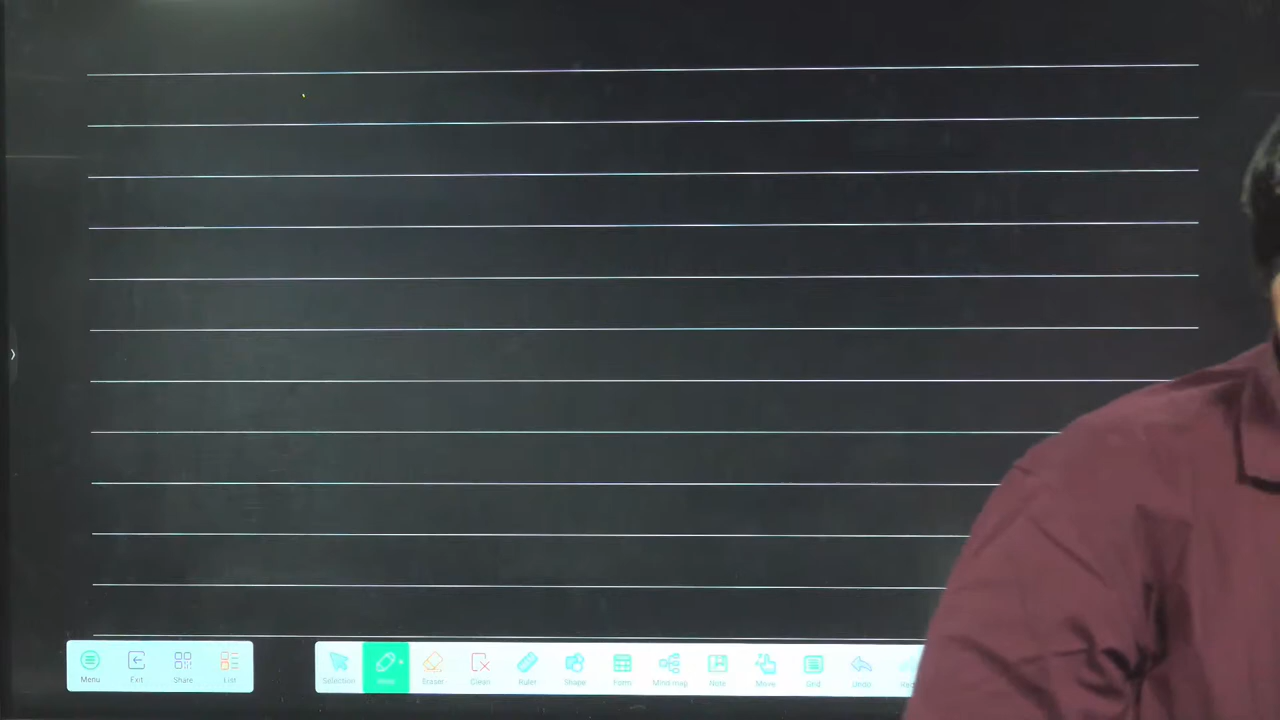 Menu Exit Share List
Selection Eraser Clean Ruler Shape Form Mind map Note Move Grid Undo